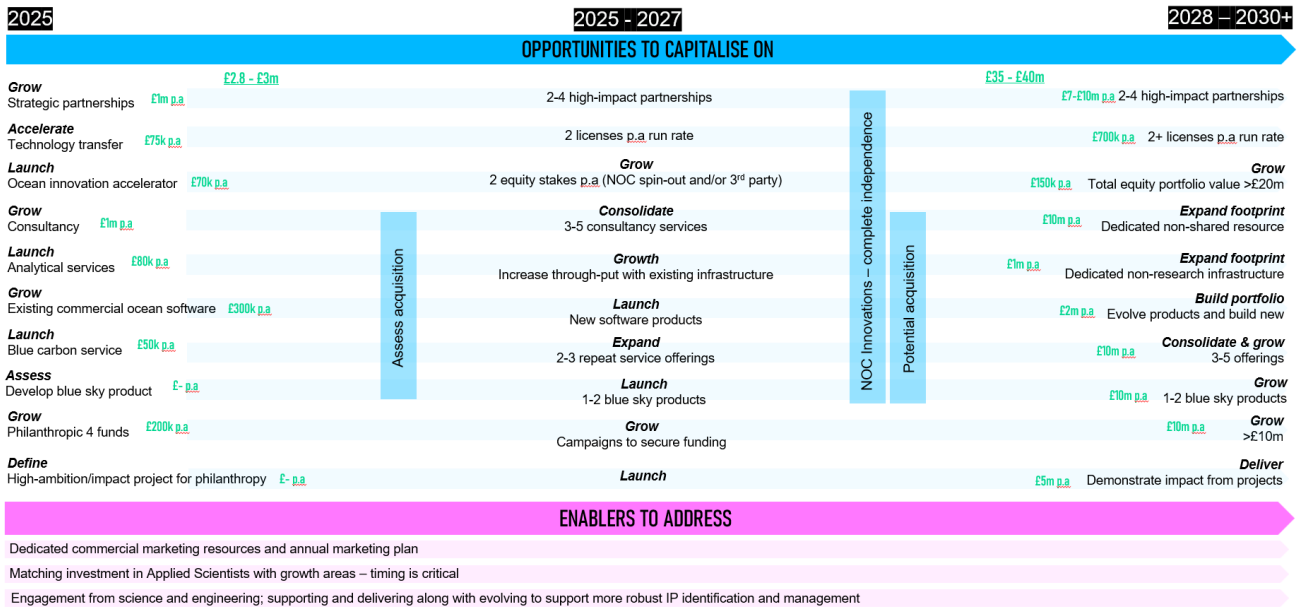 2025
2025 - 2027
2028 – 2030+
OPPORTUNITIES TO CAPITALISE ON
£2.8 - £3m
£35 - £40m
Grow
Strategic partnerships £1m p.a
2-4 high-impact partnerships
£7-£10m p.a 2-4 high-impact partnerships
Accelerate
Technology transfer £75k p.a
2 licenses p.a run rate
£700k p.a 2+ licenses p.a run rate
Launch
Ocean innovation accelerator £70k p.a
Grow
2 equity stakes p.a (NOC spin-out and/or 3rd party)
Grow
£150k p.a Total equity portfolio value >£20m
Grow
Consultancy £1m p.a
Consolidate
3-5 consultancy services
Expand footprint
£10m p.a Dedicated non-shared resource
Launch
Analytical services £80k p.a
Growth
Increase through-put with existing infrastructure
Expand footprint
£1m p.a Dedicated non-research infrastructure
Grow
Existing commercial ocean software £300k p.a
Launch
New software products
Build portfolio
£2m p.a Evolve products and build new
Launch
Blue carbon service £50k p.a
Expand
2-3 repeat service offerings
Consolidate & grow
£10m p.a 3-5 offerings
Assess
Develop blue sky product £- p.a
Launch
1-2 blue sky products
Grow
£10m p.a 1-2 blue sky products
Grow
Philanthropic 4 funds £200k p.a
Grow
Campaigns to secure funding
Grow
£10m p.a >£10m
Define
High-ambition/impact project for philanthropy £- p.a
Launch
Deliver
£5m p.a Demonstrate impact from projects
Assess acquisition
NOC Innovations – complete independence
Potential acquisition
ENABLERS TO ADDRESS
Dedicated commercial marketing resources and annual marketing plan
Matching investment in Applied Scientists with growth areas – timing is critical
Engagement from science and engineering; supporting and delivering along with evolving to support more robust IP identification and management